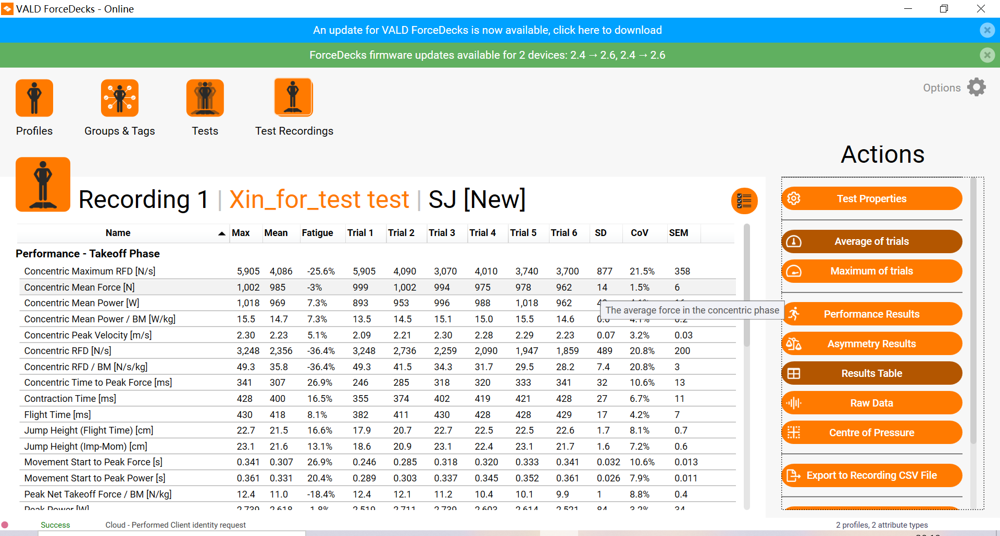 VALD ForceDecks - Online
An update for VALD ForceDecks is now available, click here to download
ForceDecks firmware updates available for 2 devices: 2.4 → 2.6, 2.4 → 2.6
Profiles
Groups & Tags
Tests
Test Recordings
Options
Actions
Recording 1 | Xin_for_test test | SJ [New]
Name Max Mean Fatigue Trial 1 Trial 2 Trial 3 Trial 4 Trial 5 Trial 6 SD CoV SEM
Performance - Takeoff Phase
Concentric Maximum RFD [N/s] 5,905 4,086 -25.6% 5,905 4,090 3,070 4,010 3,740 3,700 877 21.5% 358
Concentric Mean Force [N] 1,002 985 -3% 999 1,002 994 975 978 962 14 1.5% 6
Concentric Mean Power [W] 1,018 969 7.3% 893 953 996 988 1,018 962
The average force in the concentric phase
Concentric Mean Power / BM [W/kg] 15.5 14.7 7.3% 13.5 14.5 15.1 15.0 15.5 14.6
Concentric Peak Velocity [m/s] 2.30 2.23 5.1% 2.09 2.21 2.30 2.28 2.29 2.23 0.07 3.2% 0.03
Concentric RFD [N/s] 3,248 2,356 -36.4% 3,248 2,736 2,259 2,090 1,947 1,859 489 20.8% 200
Concentric RFD / BM [N/s/kg] 49.3 35.8 -36.4% 49.3 41.5 34.3 31.7 29.5 28.2 7.4 20.8% 3
Concentric Time to Peak Force [ms] 341 307 26.9% 246 285 318 320 333 341 32 10.6% 13
Contraction Time [ms] 428 400 16.5% 355 374 402 419 421 428 27 6.7% 11
Flight Time [ms] 430 418 8.1% 382 411 430 428 428 429 17 4.2% 7
Jump Height (Flight Time) [cm] 22.7 21.5 16.6% 17.9 20.7 22.7 22.5 22.5 22.6 1.7 8.1% 0.7
Jump Height (Imp-Mom) [cm] 23.1 21.6 13.1% 18.6 20.9 23.1 22.4 23.1 21.7 1.6 7.2% 0.6
Movement Start to Peak Force [s] 0.341 0.307 26.9% 0.246 0.285 0.318 0.320 0.333 0.341 0.032 10.6% 0.013
Movement Start to Peak Power [s] 0.361 0.331 20.4% 0.289 0.303 0.337 0.345 0.352 0.361 0.026 7.9% 0.011
Peak Net Takeoff Force / BM [N/kg] 12.4 11.0 -18.4% 12.4 12.1 11.2 10.4 10.1 9.9 1 8.8% 0.4
Peak Power [W]
Test Properties
Average of trials
Maximum of trials
Performance Results
Asymmetry Results
Results Table
Raw Data
Centre of Pressure
Export to Recording CSV File
Success
Cloud - Performed Client identity request
2 profiles, 2 attribute types